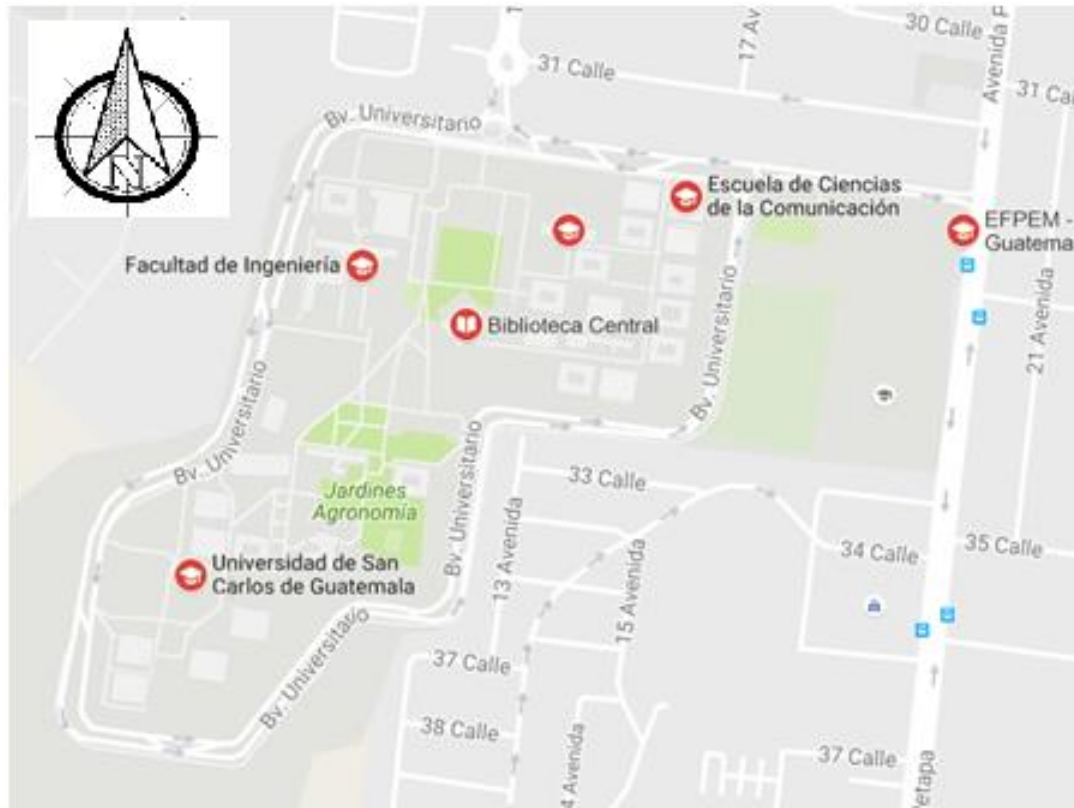 30 Calle
17 Av
31 Calle
Avenida P
31 Ca
Bv. Universitario
N
Escuela de Ciencias
de la Comunicación
EFPEM -
Guatema
Facultad de Ingeniería
Biblioteca Central
21 Avenida
Bv. Universitario
Bv. Universitario
Bv. Universitario
Jardines
Agronomía
33 Calle
Bv. Universitario
34 Calle
35 Calle
Universidad de San
Carlos de Guatemala
13 Avenida
15 Avenida
Bv. Universitario
37 Calle
38 Calle
4 Avenida
37 Calle
Petapa